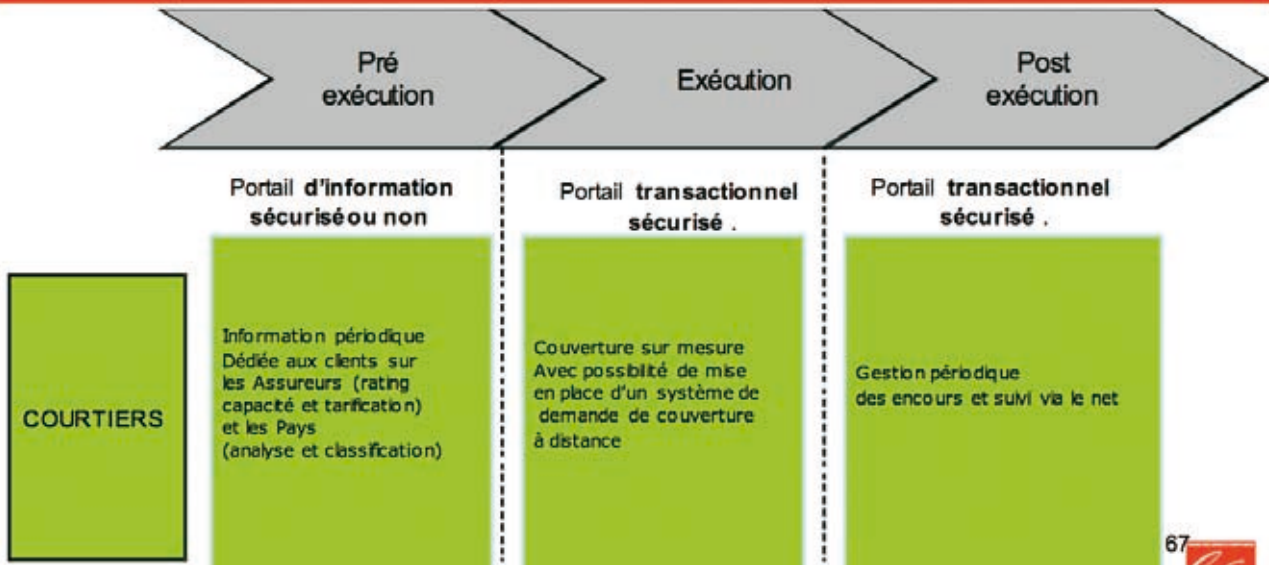 Pré
exécution
Exécution
Post
exécution
Portail d'information
sécurisé ou non
Portail transactionnel
sécurisé .
Portail transactionnel
sécurisé .
COURTIERS
Information périodique
Dédiée aux clients sur
les Assureurs (rating
capacité et tarification)
et les Pays
(analyse et classification)
Couverture sur mesure
Avec possibilité de mise
en place d'un système de
demande de couverture
à distance
Gestion périodique
des encours et suivi via le net
67